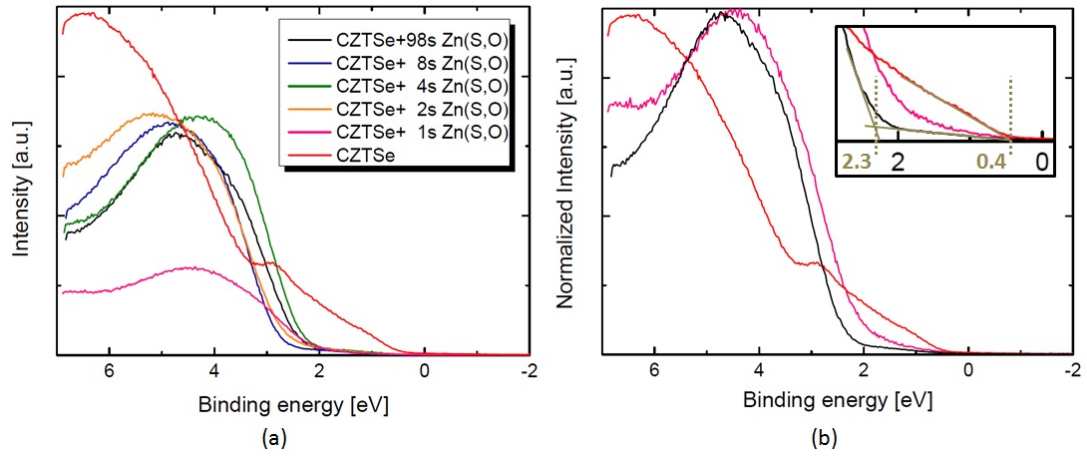 CZTSe+98s Zn(S,O)
CZTSe+ 8s Zn(S,O)
CZTSe+ 4s Zn(S,O)
CZTSe+ 2s Zn(S,O)
CZTSe+ 1s Zn(S,O)
CZTSe
Intensity [a.u.]
6 4 2 0 -2
Binding energy [eV]
(a)
2.3 2 0.4 0
Normalized Intensity [a.u.]
6 4 2 0 -2
Binding energy [eV]
(b)